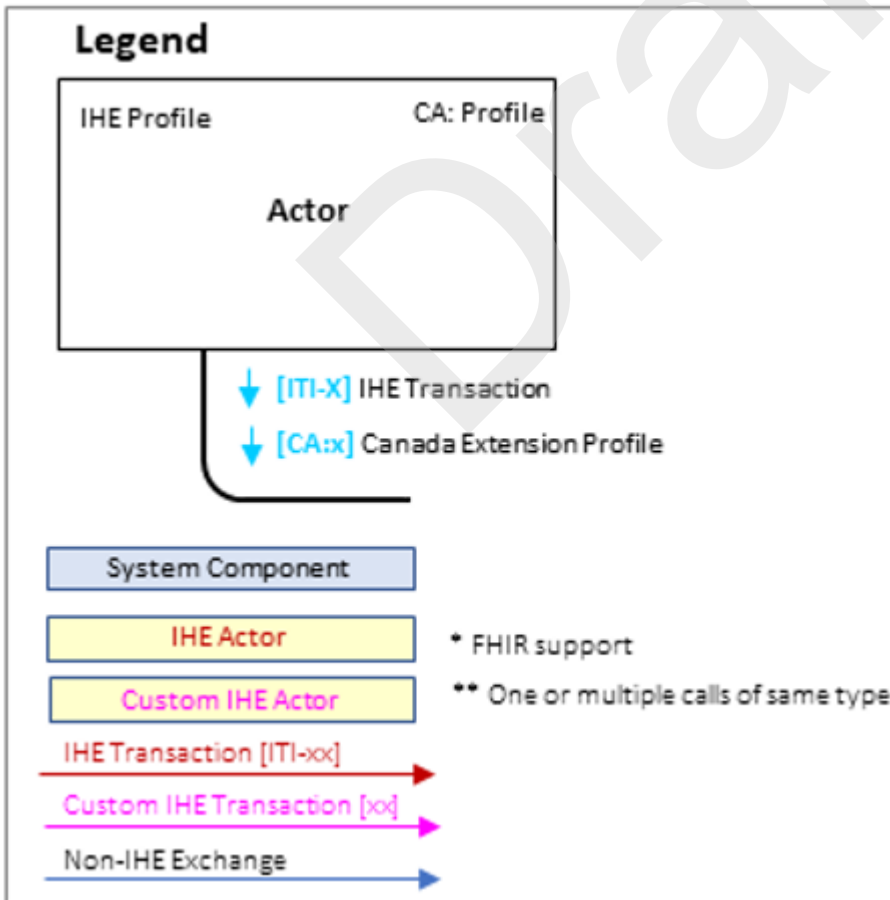 Legend
IHE Profile
CA: Profile
Actor
[ITI-X] IHE Transaction
[CA:x] Canada Extension Profile
System Component
IHE Actor
* FHIR support
Custom IHE Actor
** One or multiple calls of same type
IHE Transaction [ITI-xx]
Custom IHE Transaction [xx]
Non-IHE Exchange